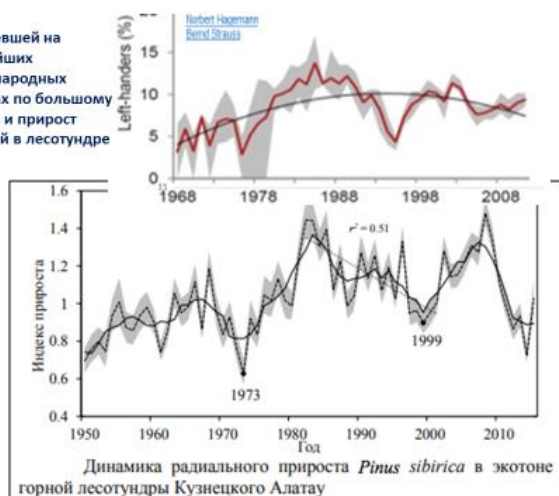 евшей на
йших
народных
ах по большому
и прирост
й в лесотундре
Norbert Hagemann
Bernd Strauss
Left-handers (%)
15
10
5
0
1968
1978
1988
1998
2008
1.6
1.4
1.2
1
0.8
0.6
0.4
Индекс прироста
r² = 0.51
1973
1999
1950
1960
1970
1980
1990
2000
2010
Год
Динамика радиального прироста Pinus sibirica в экотоне
горной лесотундры Кузнецкого Алатау